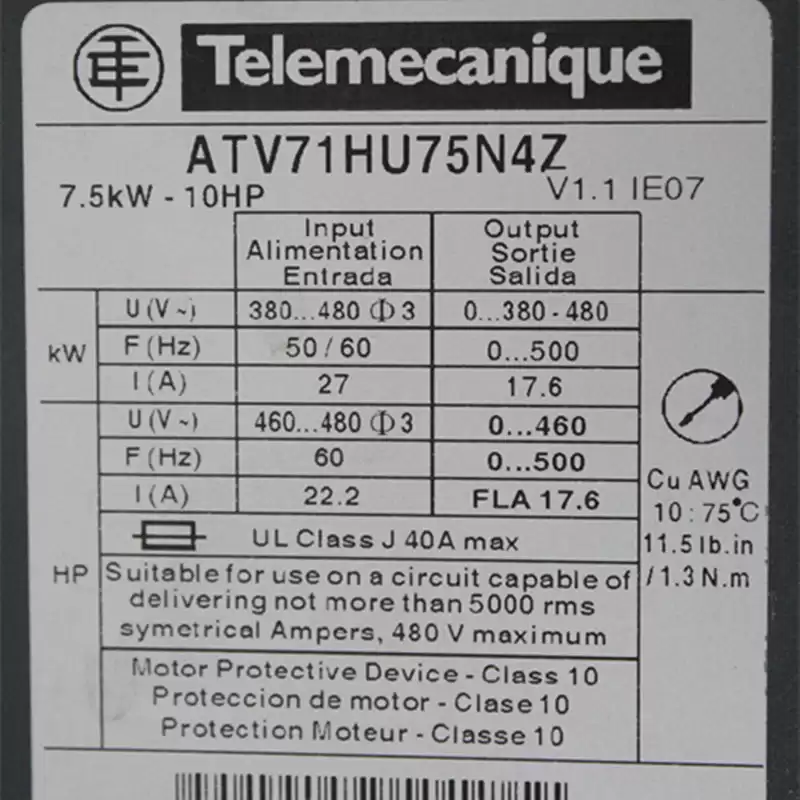 Telemecanique
ATV71HU75N4Z
7.5kW - 10HP V1.1 IE07
Input Output
Alimentation Sortie
Entrada Salida
kW
U (V ~) 380...480 Φ 3 0...380 - 480
F (Hz) 50 / 60 0...500
I (A) 27 17.6
HP
U (V ~) 460...480 Φ 3 0...460
F (Hz) 60 0...500
I (A) 22.2 FLA 17.6
UL Class J 40A max
Suitable for use on a circuit capable of
delivering not more than 5000 rms
symetrical Ampers, 480 V maximum
Motor Protective Device - Class 10
Proteccion de motor - Clase 10
Protection Moteur - Classe 10
Cu AWG
10 : 75°C
11.5 lb.in
/ 1.3 N.m